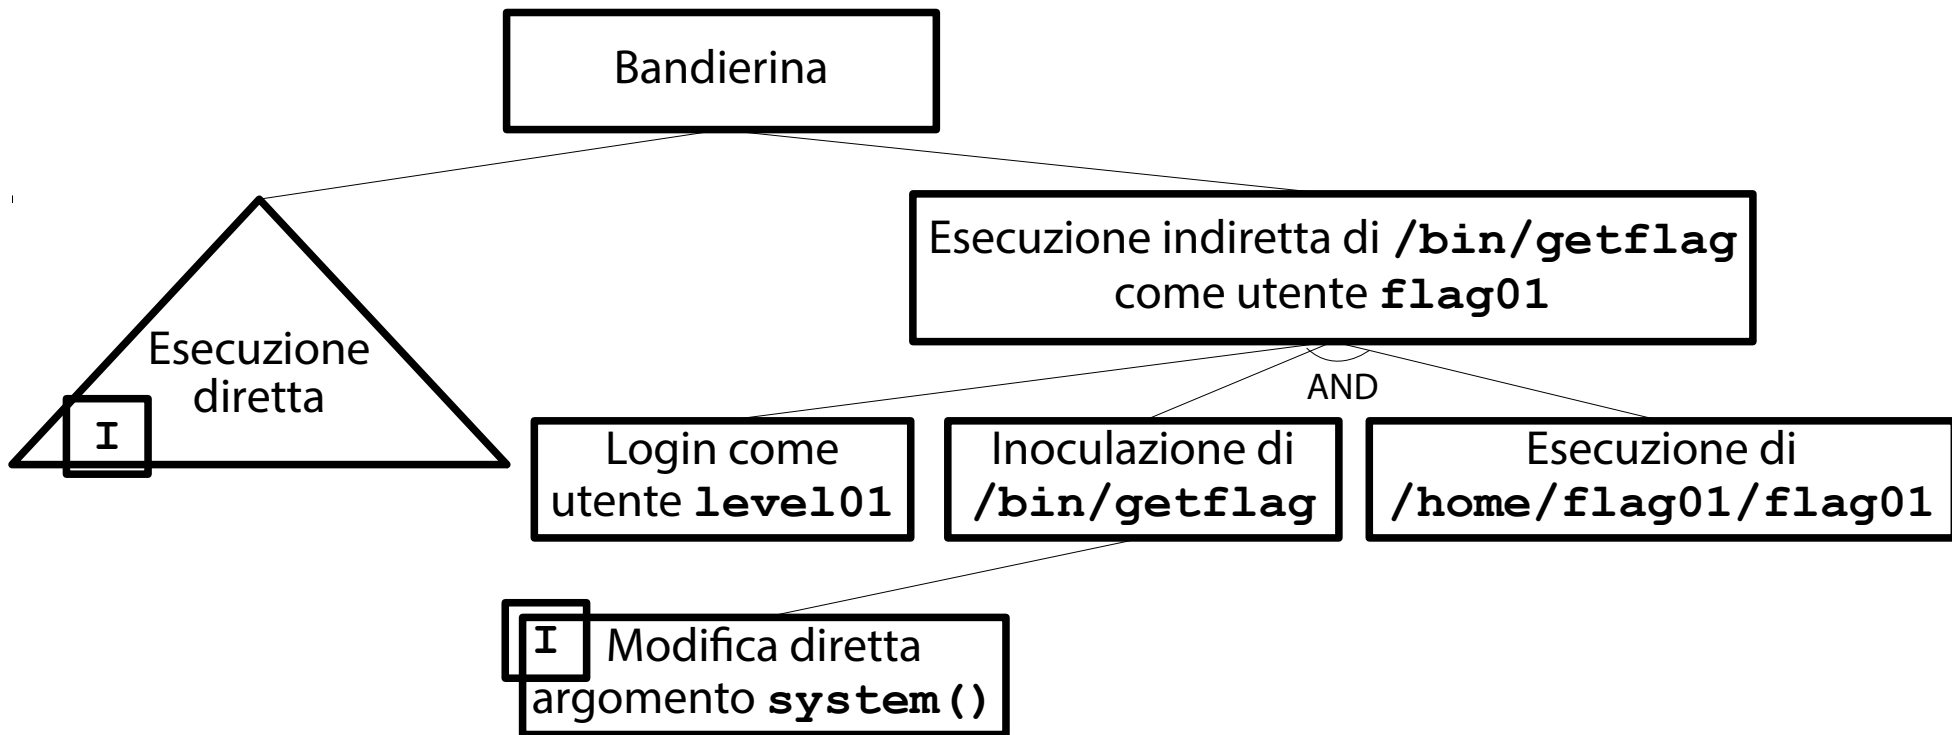 Bandierina
Esecuzione
diretta
I
Esecuzione indiretta di /bin/getflag
come utente flag01
AND
Login come
utente level01
Inoculazione di
/bin/getflag
Esecuzione di
/home/flag01/flag01
I
Modifica diretta
argomento system()